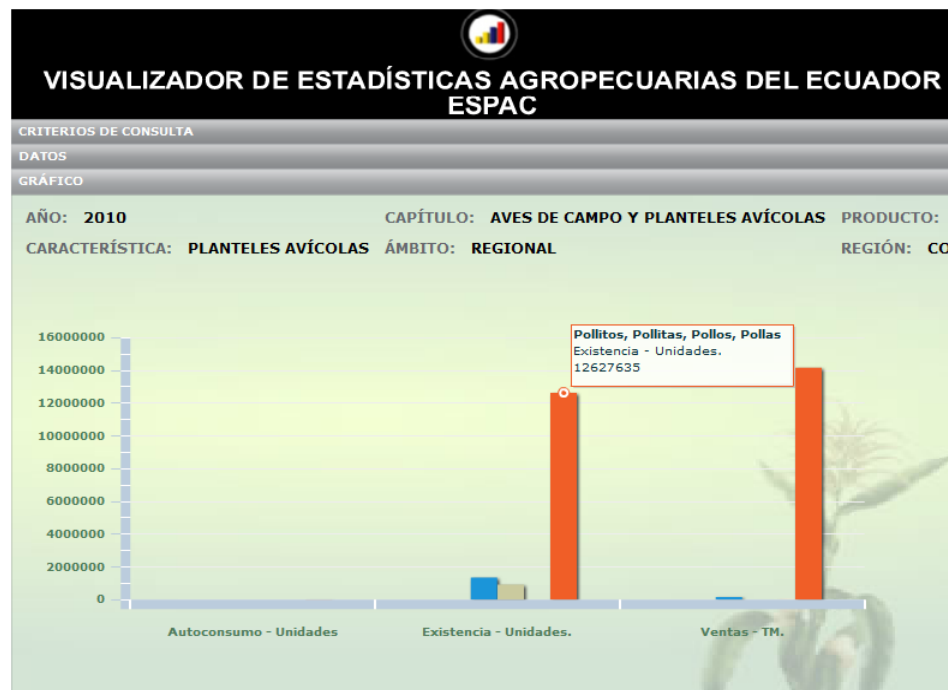 VISUALIZADOR DE ESTADÍSTICAS AGROPECUARIAS DEL ECUADOR
ESPAC
CRITERIOS DE CONSULTA
DATOS
GRÁFICO
AÑO: 2010 CAPÍTULO: AVES DE CAMPO Y PLANTELES AVÍCOLAS PRODUCTO:
CARACTERÍSTICA: PLANTELES AVÍCOLAS ÁMBITO: REGIONAL REGIÓN: CO
16000000
14000000
12000000
10000000
8000000
6000000
4000000
2000000
0
Pollitos, Pollitas, Pollos, Pollas
Existencia - Unidades.
12627635
Autoconsumo - Unidades Existencia - Unidades. Ventas - TM.